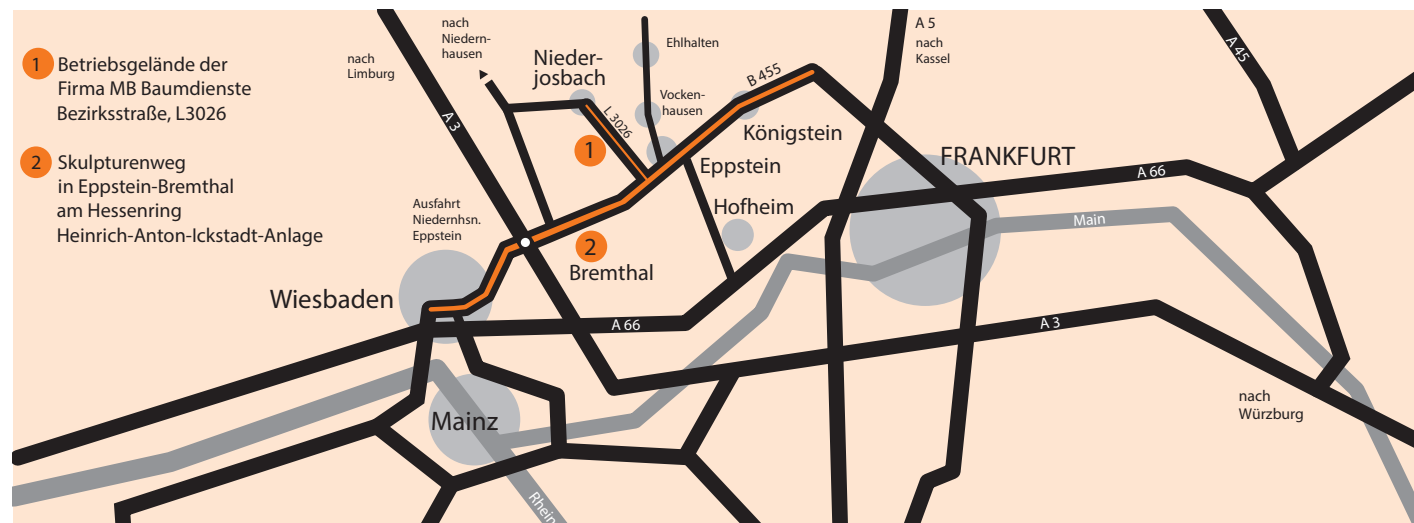 1 Betriebsgelände der
Firma MB Baumdienste
Bezirksstraße, L3026
2 Skulpturenweg
in Eppstein-Bremthal
am Hessenring
Heinrich-Anton-Ickstadt-Anlage
nach
Limburg
A 3
nach
Niedern-
hausen
Nieder-
josbach
L 3026
1
Ehlhalten
Vocken-
hausen
B 455
Königstein
Eppstein
Hofheim
A 5
nach
Kassel
A 45
FRANKFURT
A 66
Main
Ausfahrt
Niedernhsn.
Eppstein
2
Bremthal
Wiesbaden
A 66
A 3
Mainz
Rhein
nach
Würzburg